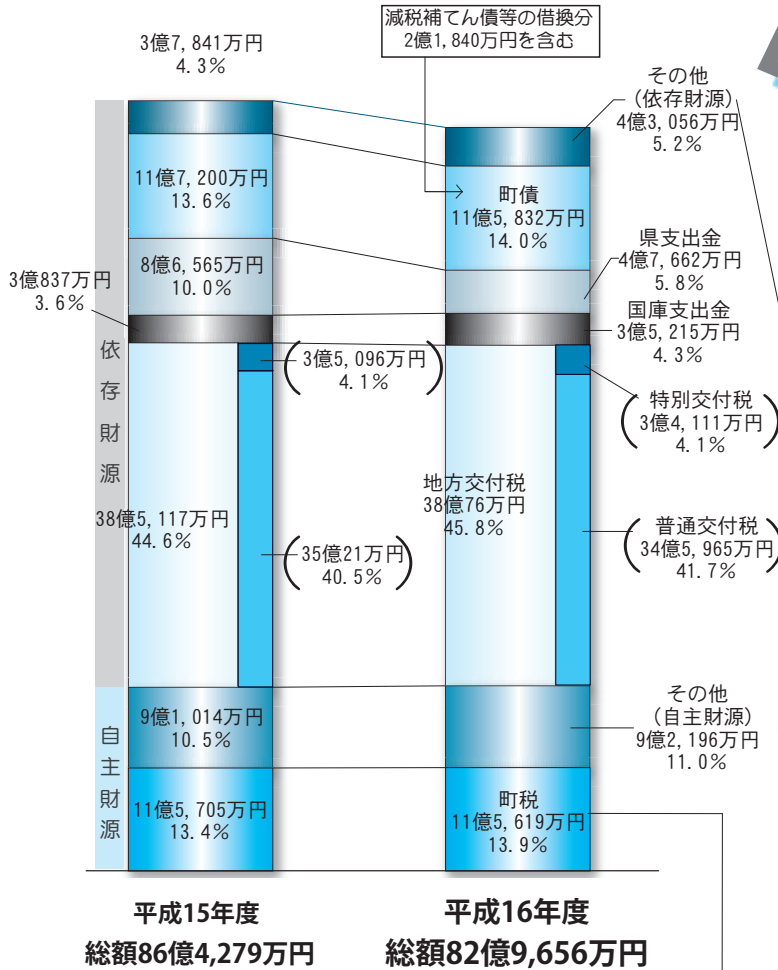 減税補てん債等の借換分
2億1,840万円を含む
3億7,841万円
4.3%
11億7,200万円
13.6%
8億6,565万円
10.0%
3億837万円
3.6%
依存財源
38億5,117万円
44.6%
(3億5,096万円
4.1%)
(35億21万円
40.5%)
自主財源
9億1,014万円
10.5%
11億5,705万円
13.4%
平成15年度
総額86億4,279万円
その他
(依存財源)
4億3,056万円
5.2%
町債
11億5,832万円
14.0%
県支出金
4億7,662万円
5.8%
国庫支出金
3億5,215万円
4.3%
(特別交付税
3億4,111万円
4.1%)
地方交付税
38億76万円
45.8%
(普通交付税
34億5,965万円
41.7%)
その他
(自主財源)
9億2,196万円
11.0%
町税
11億5,619万円
13.9%
平成16年度
総額82億9,656万円